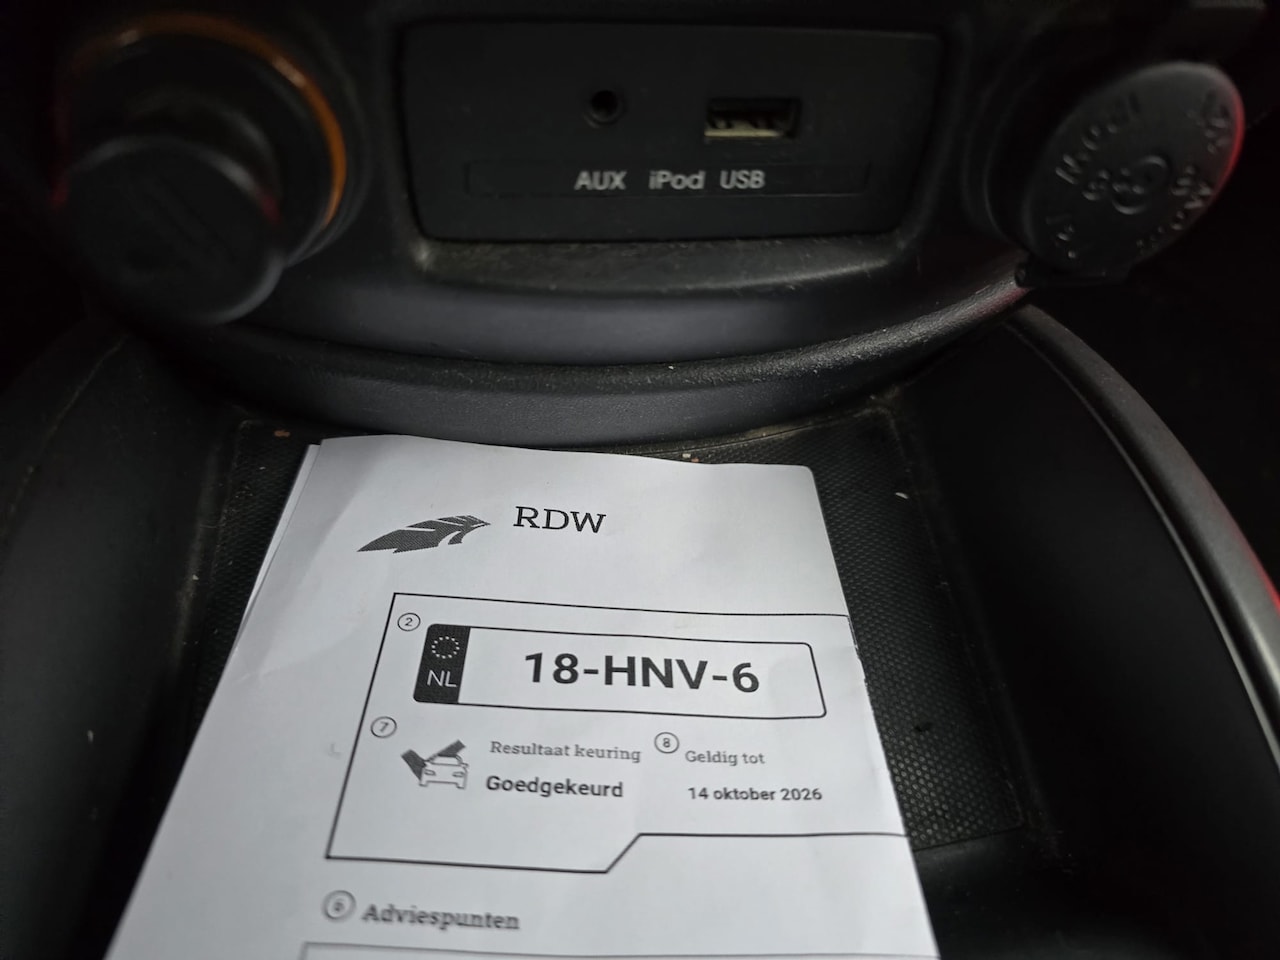 AUX iPod USB
RDW
2
NL
18-HNV-6
7
Resultaat keuring
8
Geldig tot
Goedgekeurd
14 oktober 2026
6
Adviespunten